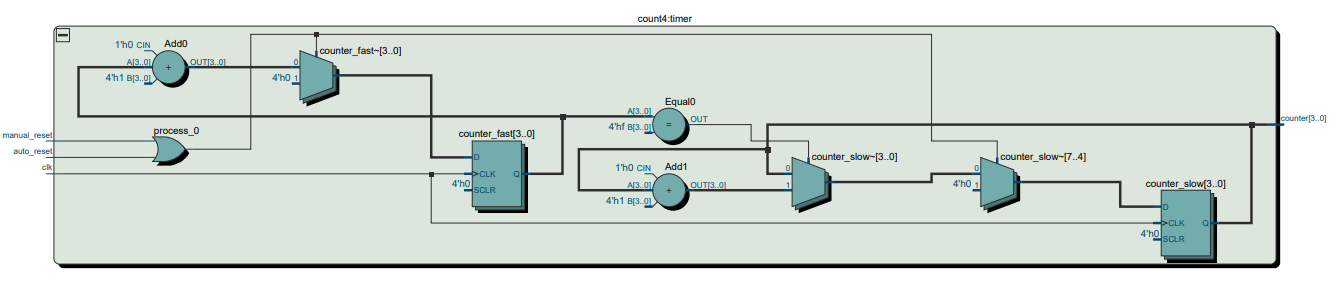 count4:timer
Add0
1'h0 CIN
A[3..0] OUT[3..0]
4'h1 B[3..0]
counter_fast~[3..0]
0
4'h0 1
manual_reset
auto_reset
clk
process_0
counter_fast[3..0]
D
>CLK Q
4'h0 SCLR
Equal0
A[3..0] OUT
4'hf B[3..0]
=
Add1
1'h0 CIN
A[3..0] OUT[3..0]
4'h1 B[3..0]
+
counter_slow~[3..0]
0
1
counter_slow~[7..4]
0
4'h0 1
counter_slow[3..0]
D
>CLK Q
4'h0 SCLR
counter[3..0]
+